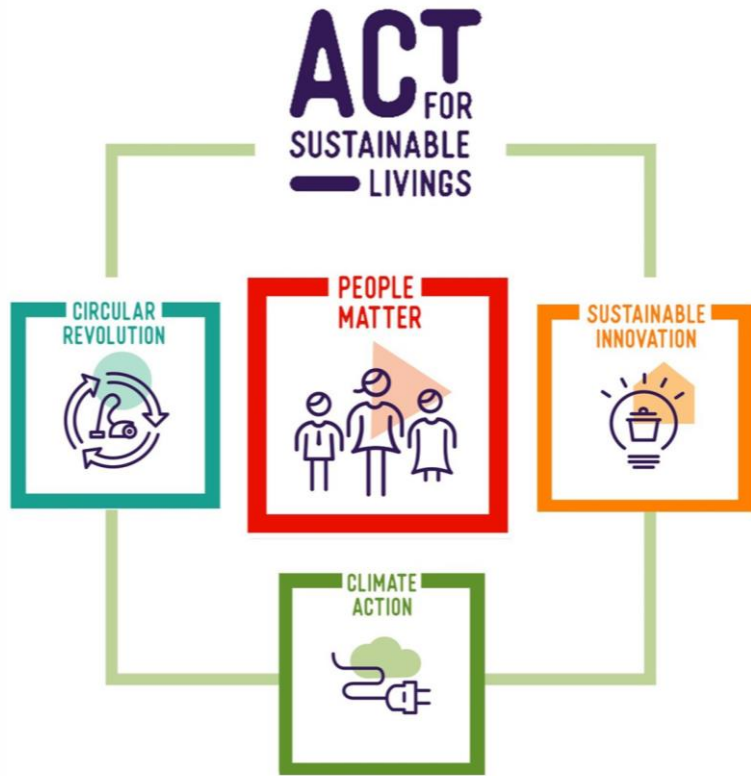 ACT
FOR
SUSTAINABLE
LIVINGS
CIRCULAR
REVOLUTION
PEOPLE
MATTER
SUSTAINABLE
INNOVATION
CLIMATE
ACTION